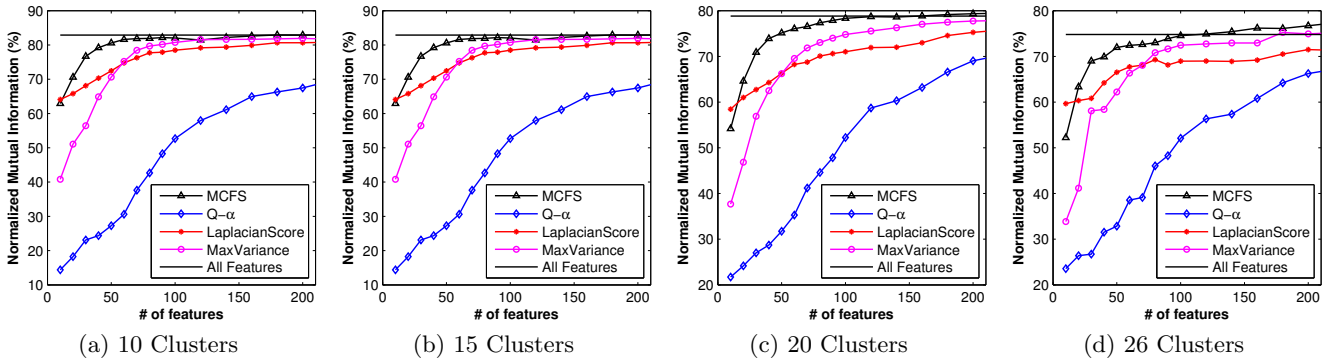 Normalized Mutual Information (%)
90
80
70
60
50
40
30
20
10
0 50 100 150 200
# of features
MCFS
Q-α
LaplacianScore
MaxVariance
All Features
(a) 10 Clusters
Normalized Mutual Information (%)
90
80
70
60
50
40
30
20
10
0 50 100 150 200
# of features
MCFS
Q-α
LaplacianScore
MaxVariance
All Features
(b) 15 Clusters
Normalized Mutual Information (%)
80
70
60
50
40
30
20
0 50 100 150 200
# of features
MCFS
Q-α
LaplacianScore
MaxVariance
All Features
(c) 20 Clusters
Normalized Mutual Information (%)
80
70
60
50
40
30
20
0 50 100 150 200
# of features
MCFS
Q-α
LaplacianScore
MaxVariance
All Features
(d) 26 Clusters